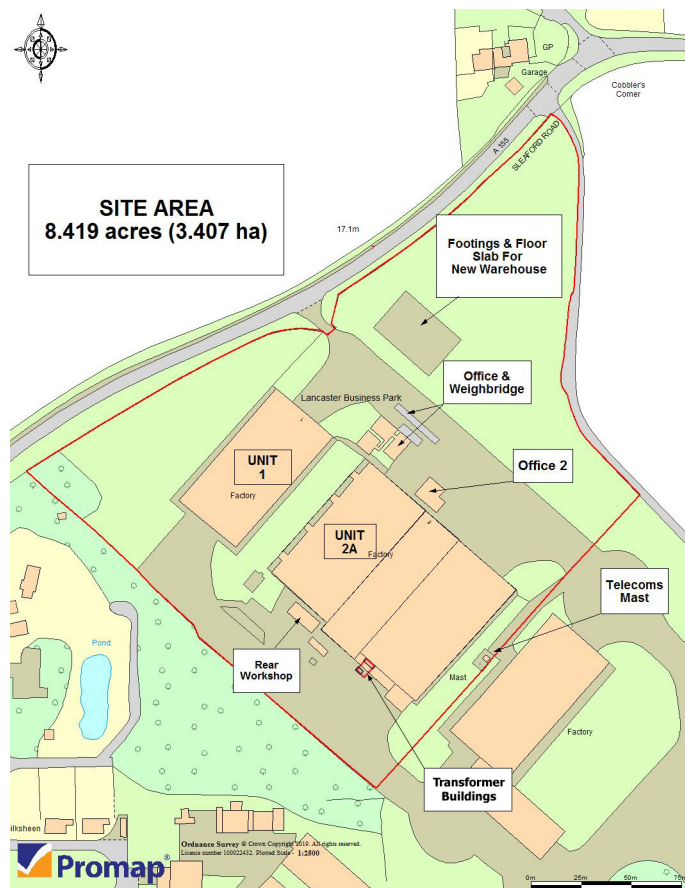 GP
Garage
Cobbler's
Corner
A 155
SLEAFORD ROAD
SITE AREA
8.419 acres (3.407 ha)
17.1m
Footings & Floor
Slab For
New Warehouse
Office &
Weighbridge
Lancaster Business Park
UNIT
1
Factory
Office 2
UNIT
2A
Factory
Telecoms
Mast
Pond
Rear
Workshop
Mast
Factory
Transformer
Buildings
ilksheen
Ordnance Survey © Crown Copyright 2019. All rights reserved.
Licence number 100022432. Plotted Scale - 1:2500
Promap®
0m
25m
50m
75m